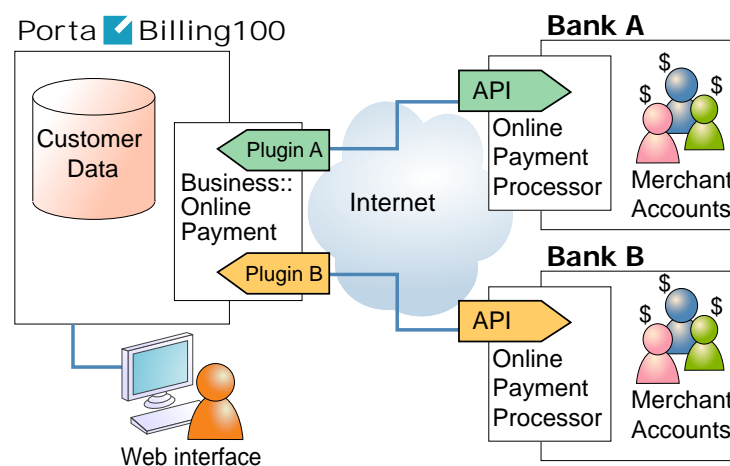 Porta Billing100
Customer
Data
Plugin A
Business::
Online
Payment
Plugin B
Web interface
Internet
Bank A
API
Online
Payment
Processor
$
$
$
Merchant
Accounts
Bank B
API
Online
Payment
Processor
$
$
$
Merchant
Accounts